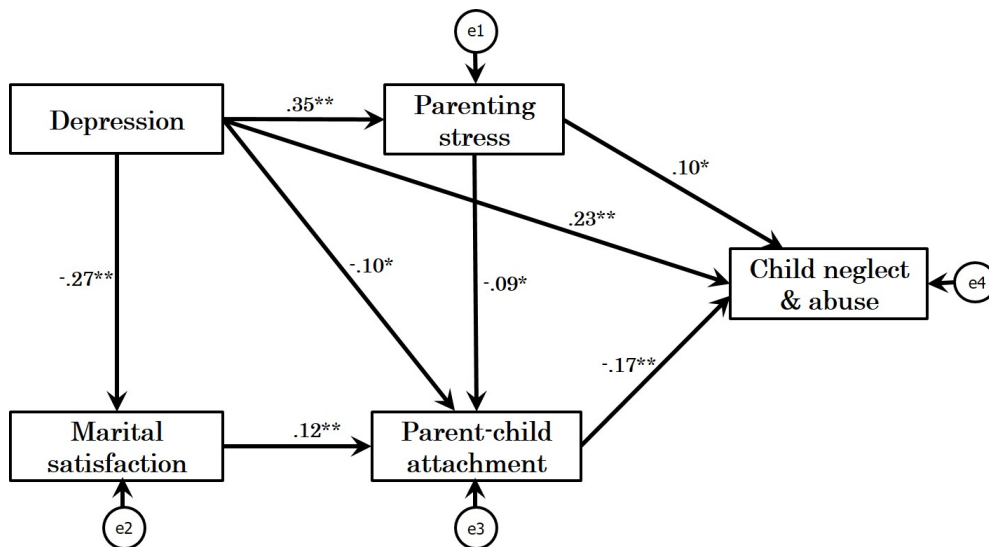 e1
Depression
.35**
Parenting
stress
.10*
.23**
-.27**
-.10*
-.09*
Child neglect
& abuse
e4
-.17**
Marital
satisfaction
.12**
Parent-child
attachment
e2
e3